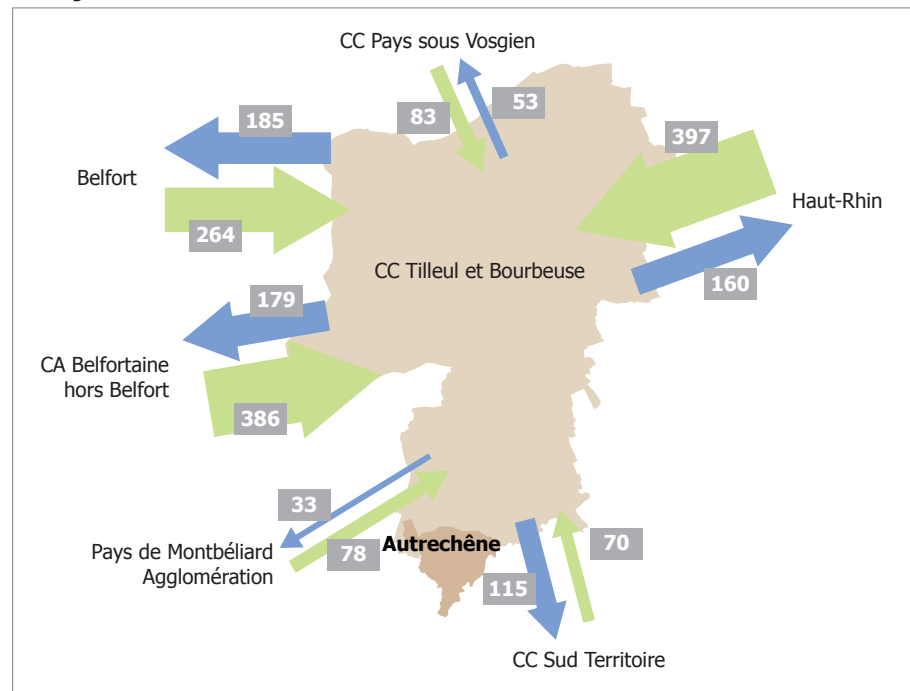 CC Pays sous Vosgien
185
83
53
397
Belfort
Haut-Rhin
264
CC Tilleul et Bourbeuse
160
179
CA Belfortaine
hors Belfort
386
33
78
Autrechêne
70
Pays de Montbéliard
Agglomération
115
CC Sud Territoire